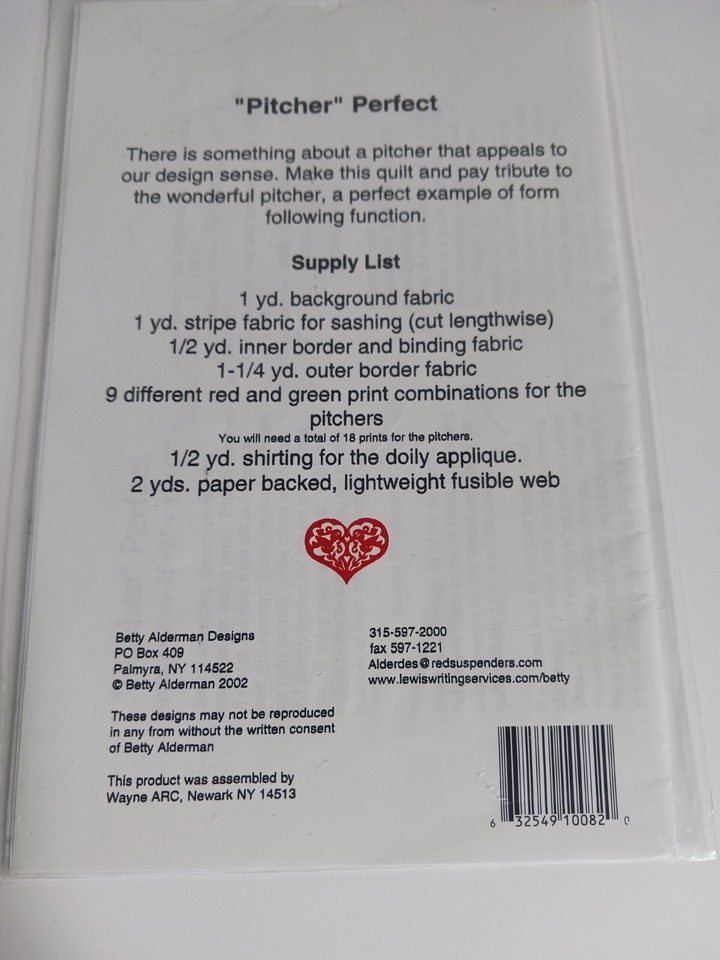 "Pitcher" Perfect
There is something about a pitcher that appeals to
our design sense. Make this quilt and pay tribute to
the wonderful pitcher, a perfect example of form
following function.
Supply List
1 yd. background fabric
1 yd. stripe fabric for sashing (cut lengthwise)
1/2 yd. inner border and binding fabric
1-1/4 yd. outer border fabric
9 different red and green print combinations for the
pitchers
You will need a total of 18 prints for the pitchers.
1/2 yd. shirting for the doily applique.
2 yds. paper backed, lightweight fusible web
Betty Alderman Designs
PO Box 409
Palmyra, NY 114522
© Betty Alderman 2002
315-597-2000
fax 597-1221
Alderdes@redsuspenders.com
www.lewiswritingservices.com/betty
These designs may not be reproduced
in any from without the written consent
of Betty Alderman
This product was assembled by
Wayne ARC, Newark NY 14513
6 32549 10082 0